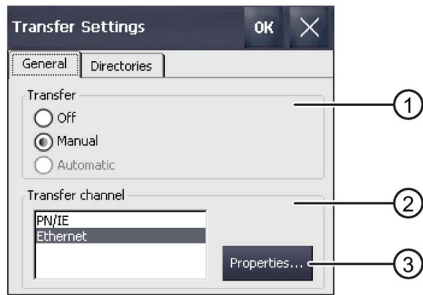 Transfer Settings OK
General Directories
Transfer
Off
Manual
Automatic
1
Transfer channel
2
PN/IE
Ethernet
Properties...
3